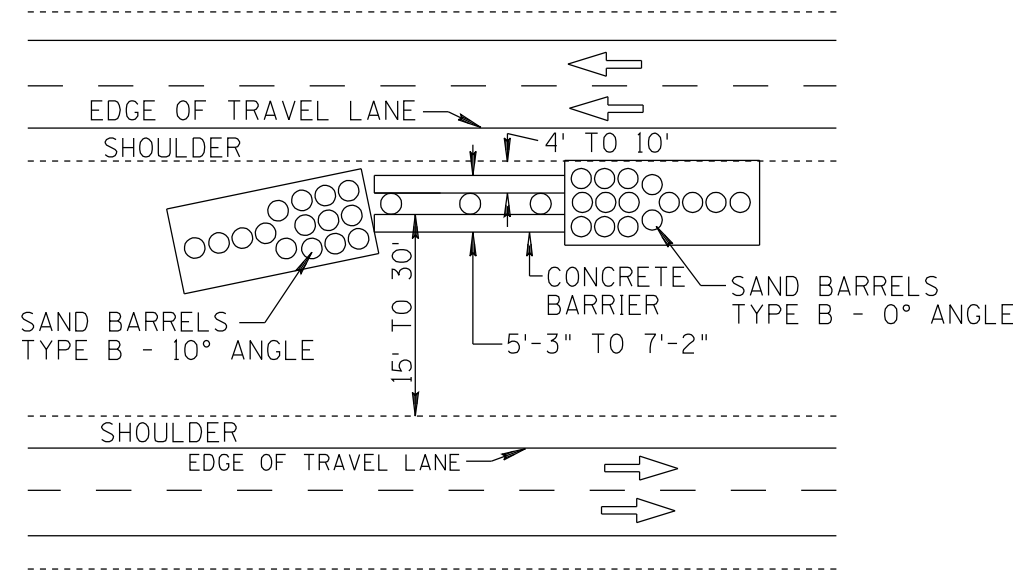 EDGE OF TRAVEL LANE
SHOULDER
4' TO 10'
CONCRETE
BARRIER
SAND BARRELS
TYPE B - 0° ANGLE
SAND BARRELS
TYPE B - 10° ANGLE
15' TO 30'
5'-3" TO 7'-2"
SHOULDER
EDGE OF TRAVEL LANE